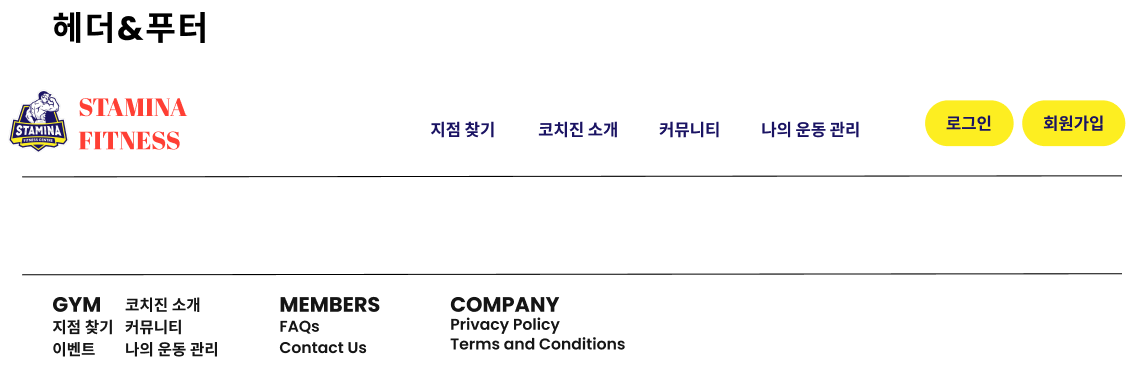 헤더&푸터
STAMINA
FITNESS CENTER
STAMINA
FITNESS
지점 찾기 코치진 소개 커뮤니티 나의 운동 관리 로그인 회원가입
GYM 코치진 소개 MEMBERS COMPANY
지점 찾기 커뮤니티 FAQs Privacy Policy
이벤트 나의 운동 관리 Contact Us Terms and Conditions